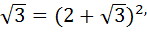 √3 = (2 + √3)²,